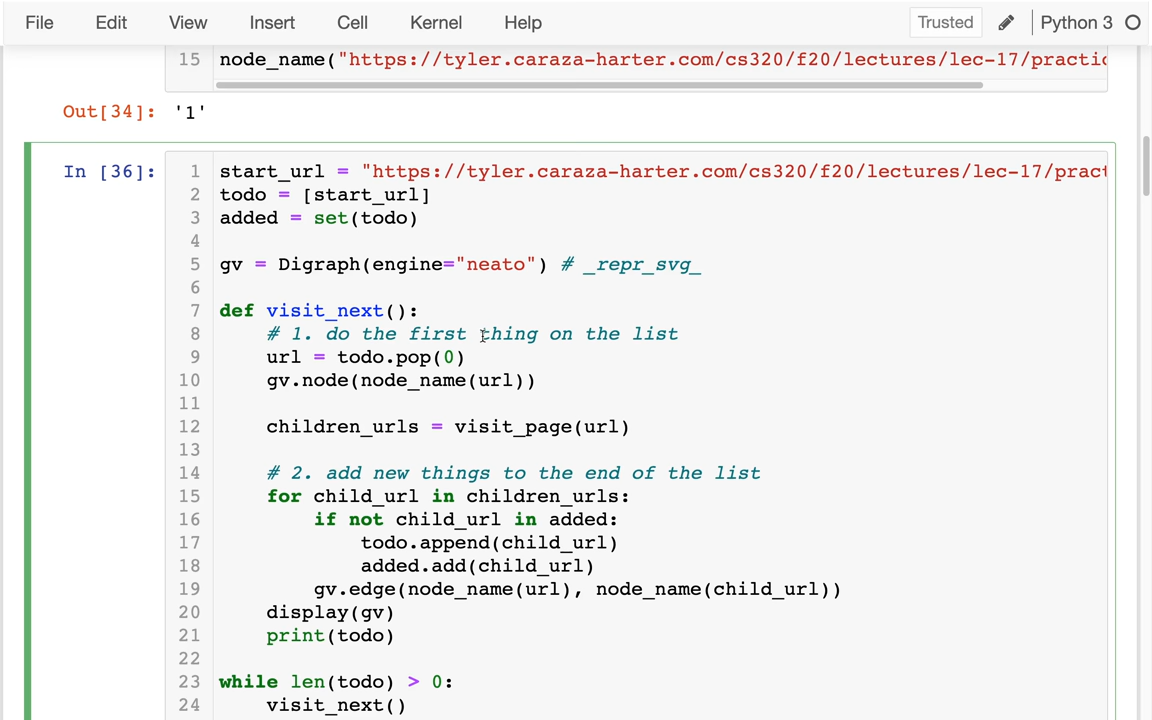 File Edit View Insert Cell Kernel Help Trusted Python 3
15 node_name("https://tyler.caraza-harter.com/cs320/f20/lectures/lec-17/practic
Out[34]: '1'
In [36]: 1 start_url = "https://tyler.caraza-harter.com/cs320/f20/lectures/lec-17/pract
2 todo = [start_url]
3 added = set(todo)
4
5 gv = Digraph(engine="neato") # _repr_svg_
6
7 def visit_next():
8     # 1. do the first thing on the list
9     url = todo.pop(0)
10     gv.node(node_name(url))
11
12     children_urls = visit_page(url)
13
14     # 2. add new things to the end of the list
15     for child_url in children_urls:
16         if not child_url in added:
17             todo.append(child_url)
18             added.add(child_url)
19         gv.edge(node_name(url), node_name(child_url))
20     display(gv)
21     print(todo)
22
23 while len(todo) > 0:
24     visit_next()